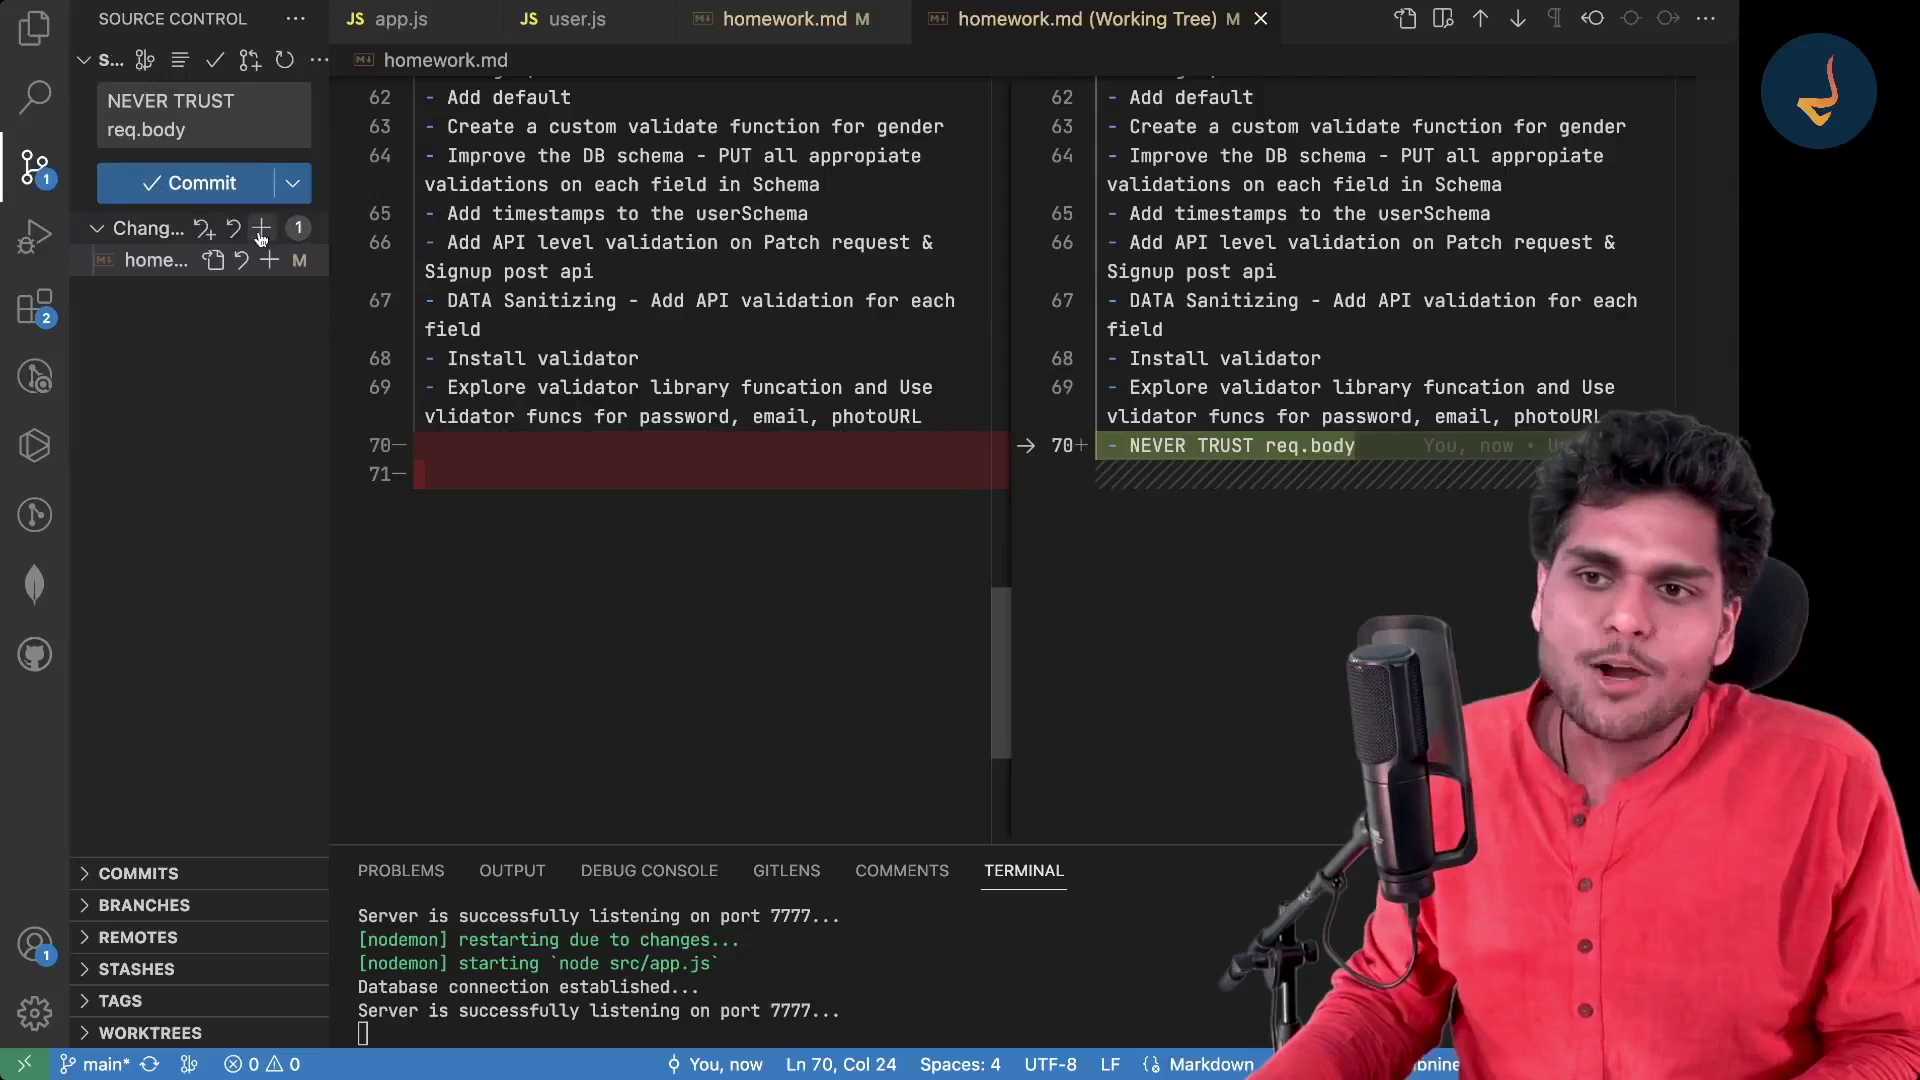 SOURCE CONTROL
S...
NEVER TRUST
req.body
Commit
Chang...
1
home...
M
1
2
1
COMMITS
BRANCHES
REMOTES
STASHES
TAGS
WORKTREES
JS app.js
JS user.js
homework.md M
homework.md (Working Tree) M
homework.md
62 - Add default
63 - Create a custom validate function for gender
64 - Improve the DB schema - PUT all appropiate
validations on each field in Schema
65 - Add timestamps to the userSchema
66 - Add API level validation on Patch request &
Signup post api
67 - DATA Sanitizing - Add API validation for each
field
68 - Install validator
69 - Explore validator library funcation and Use
vlidator funcs for password, email, photoURL
70
71
62 - Add default
63 - Create a custom validate function for gender
64 - Improve the DB schema - PUT all appropiate
validations on each field in Schema
65 - Add timestamps to the userSchema
66 - Add API level validation on Patch request &
Signup post api
67 - DATA Sanitizing - Add API validation for each
field
68 - Install validator
69 - Explore validator library funcation and Use
vlidator funcs for password, email, photoURL
70+ - NEVER TRUST req.body You, now •
PROBLEMS OUTPUT DEBUG CONSOLE GITLENS COMMENTS TERMINAL
Server is successfully listening on port 7777...
[nodemon] restarting due to changes...
[nodemon] starting `node src/app.js`
Database connection established...
Server is successfully listening on port 7777...
main* 0 0 You, now Ln 70, Col 24 Spaces: 4 UTF-8 LF Markdown